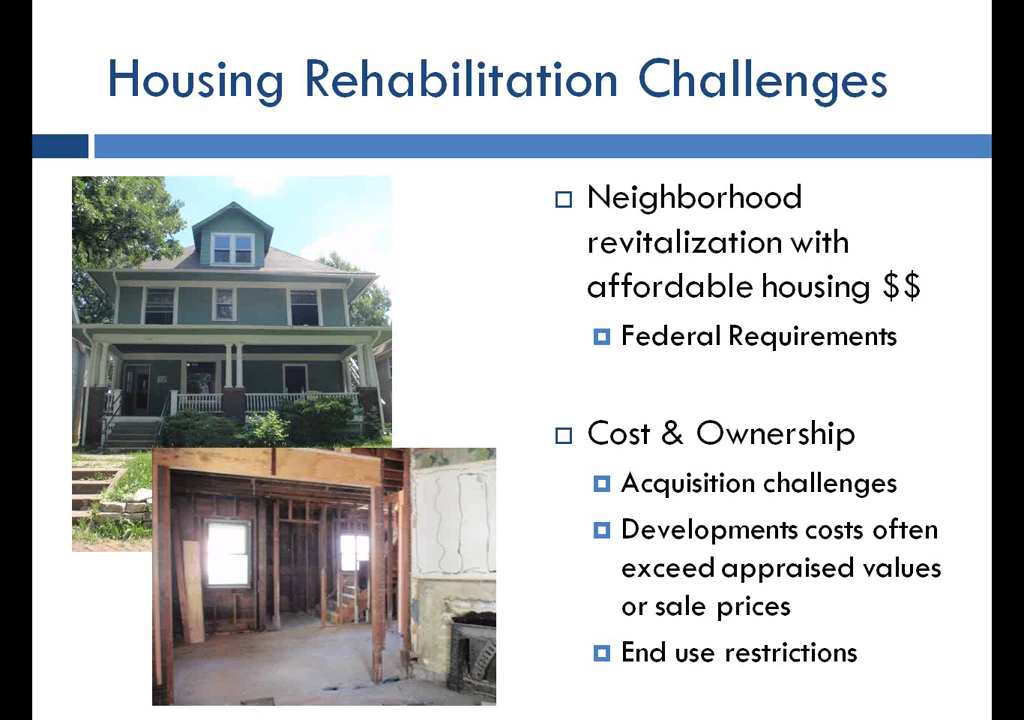 Housing Rehabilitation Challenges
Neighborhood
revitalization with
affordable housing $$
Federal Requirements
Cost & Ownership
Acquisition challenges
Developments costs often
exceed appraised values
or sale prices
End use restrictions